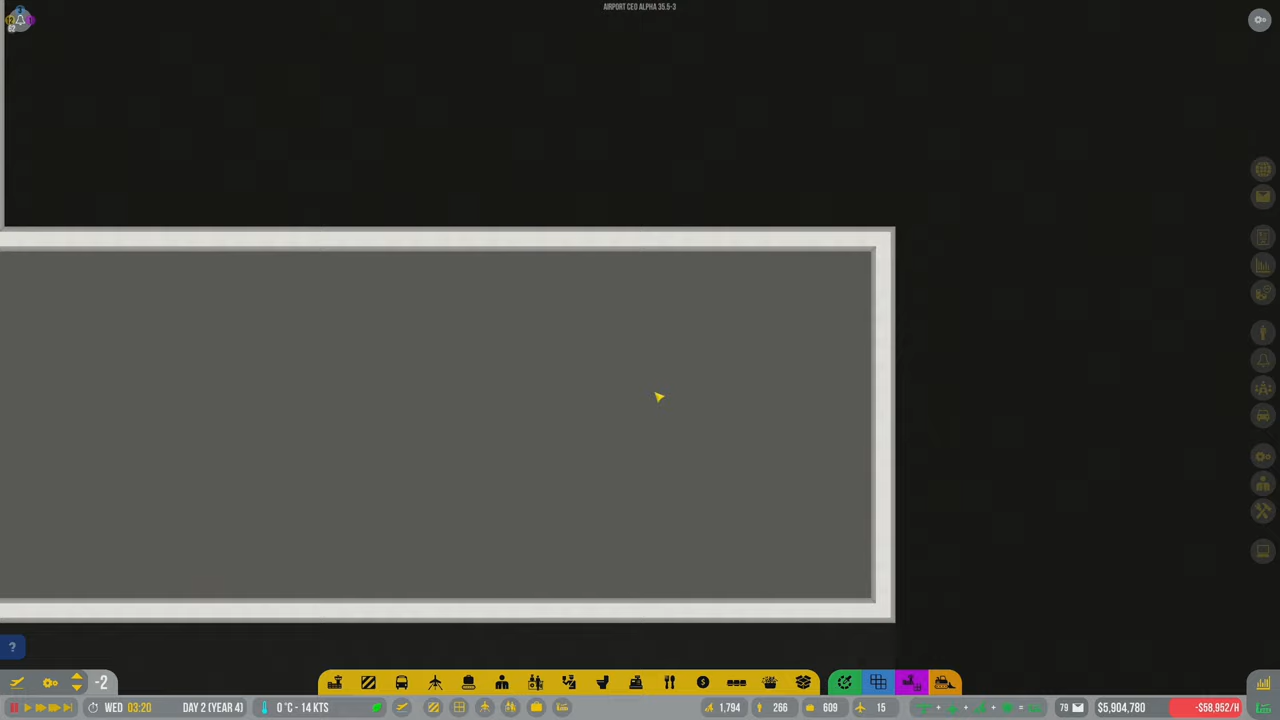 AIRPORT CEO ALPHA 35.5-3
?
-2
WED 03:20 DAY 2 (YEAR 4) 0 °C - 14 KTS 1,794 266 609 15 79 $5,904,780 -$58,952/H